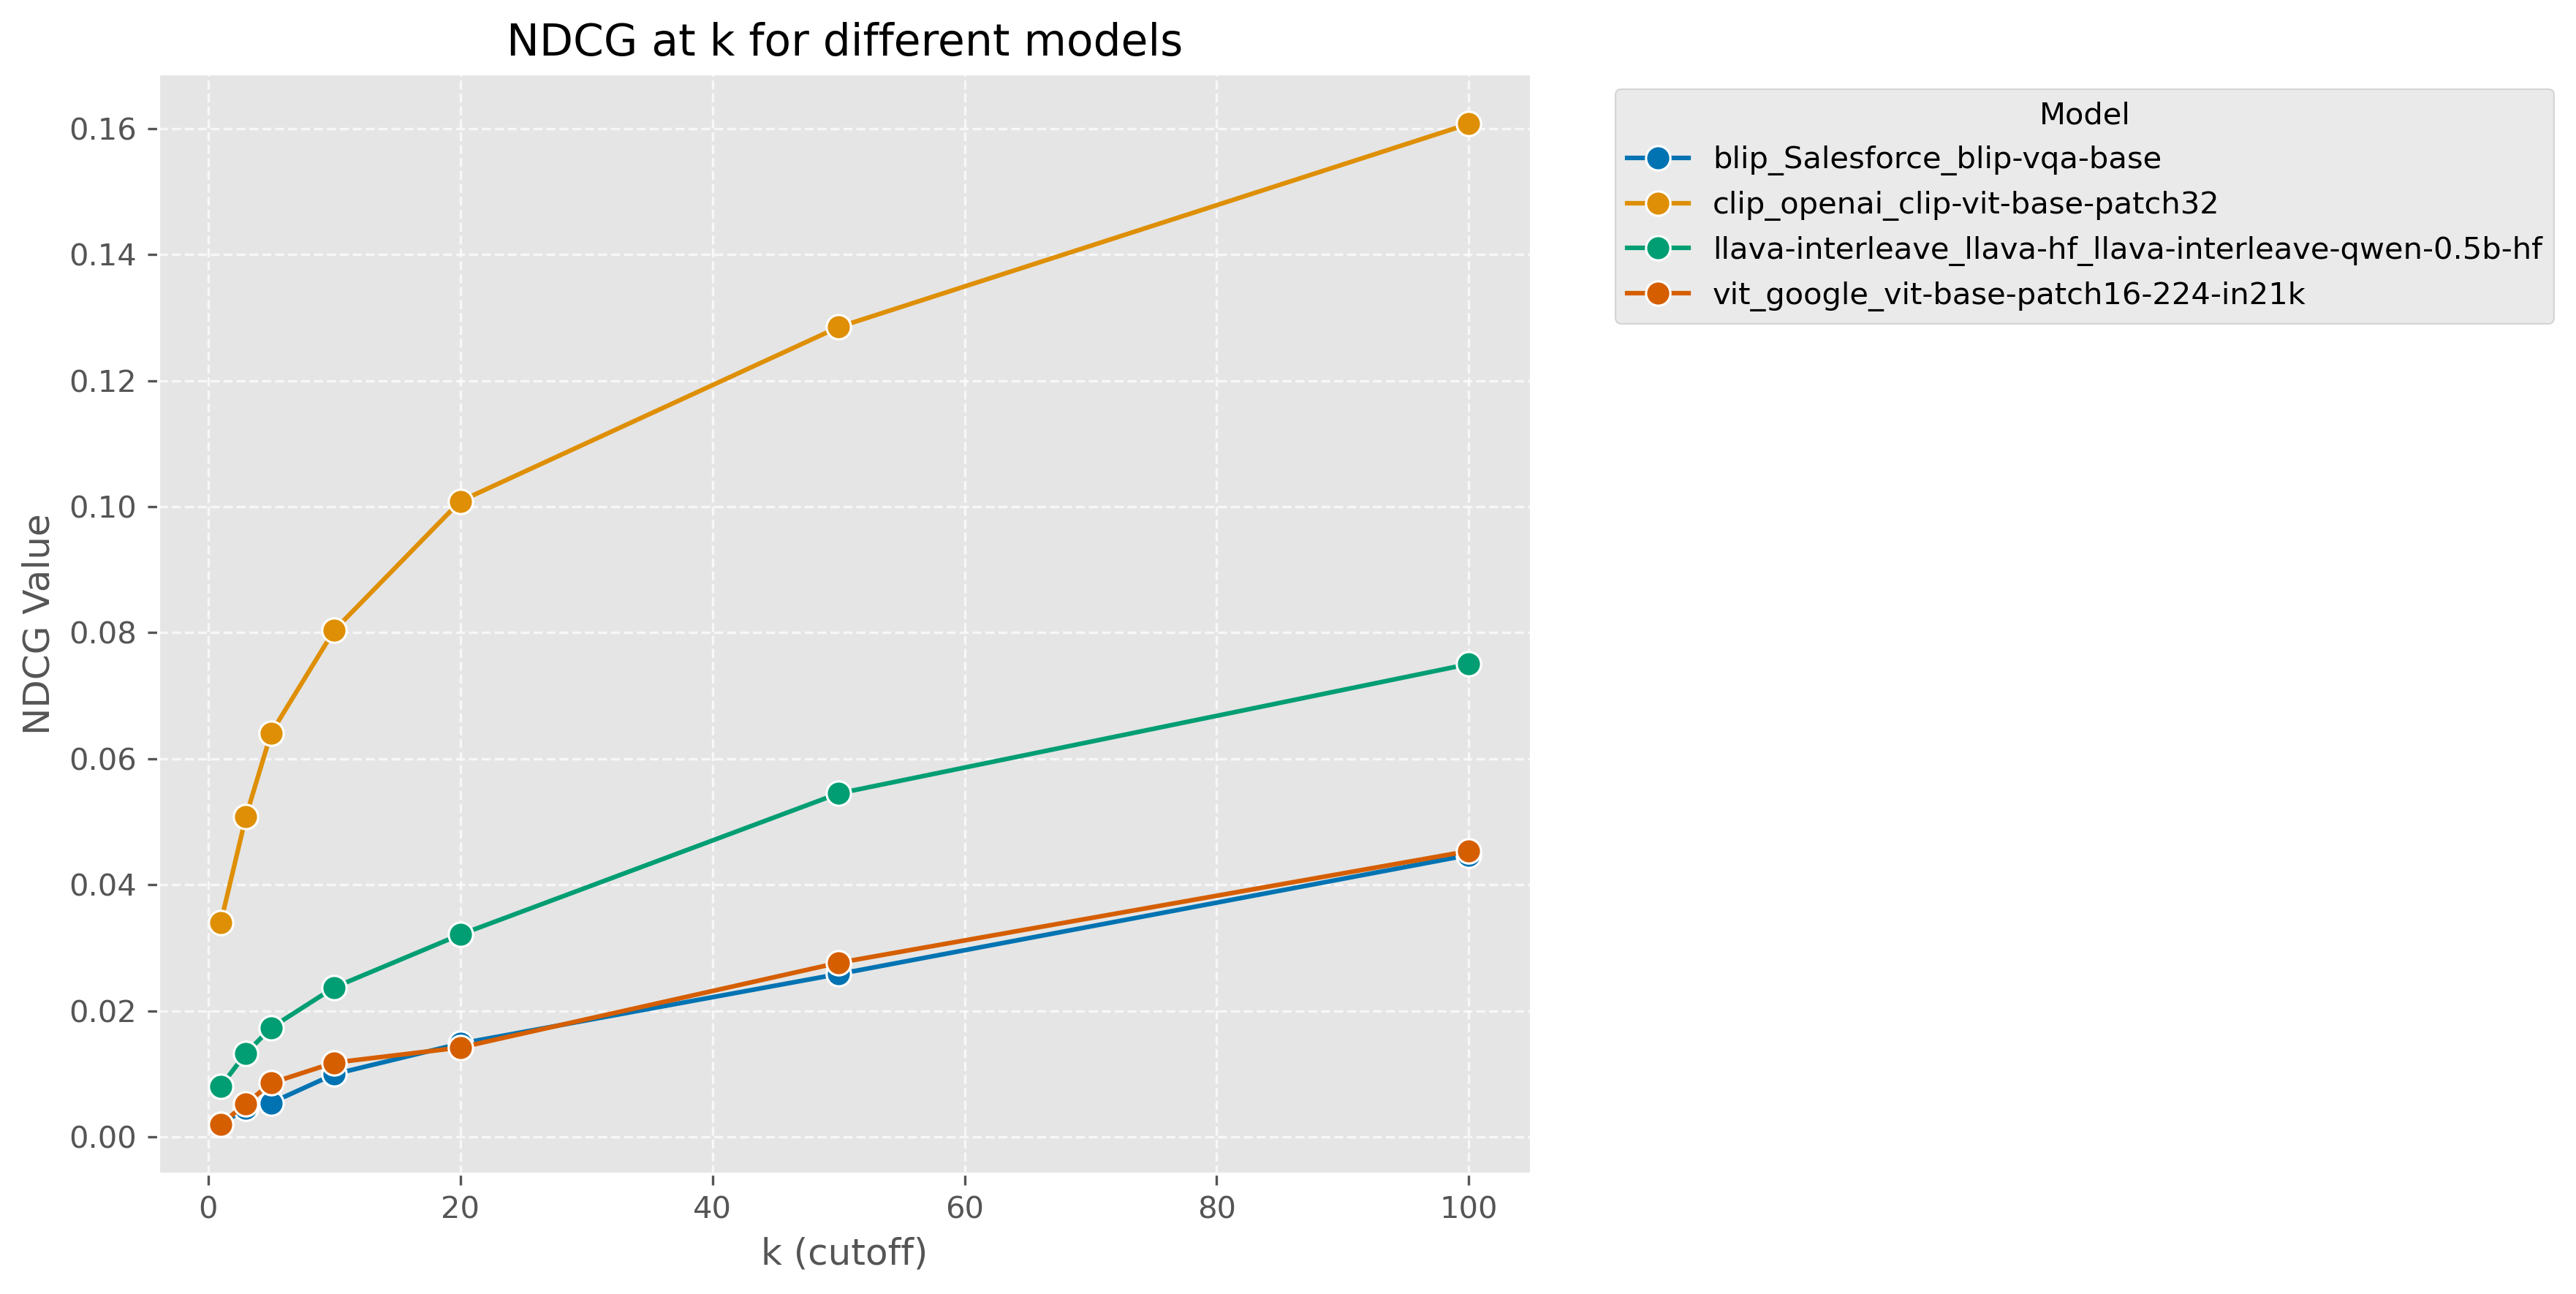 NDCG at k for different models
Model
blip_Salesforce_blip-vqa-base
clip_openai_clip-vit-base-patch32
llava-interleave_llava-hf_llava-interleave-qwen-0.5b-hf
vit_google_vit-base-patch16-224-in21k
NDCG Value
0.16
0.14
0.12
0.10
0.08
0.06
0.04
0.02
0.00
0 20 40 60 80 100
k (cutoff)